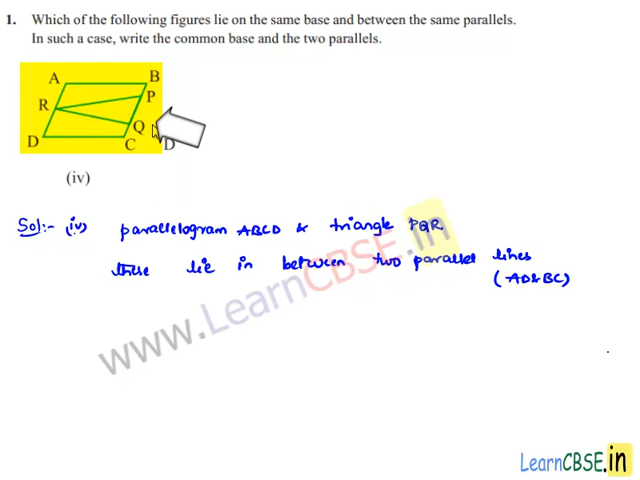 1. Which of the following figures lie on the same base and between the same parallels.
In such a case, write the common base and the two parallels.
A B
R P
Q
D C D
(iv)
Sol:- (iv) parallelogram ABCD & triangle PQR
these lie in between two parallel lines
(AD & BC)
www.LearnCBSE.in
LearnCBSE.in